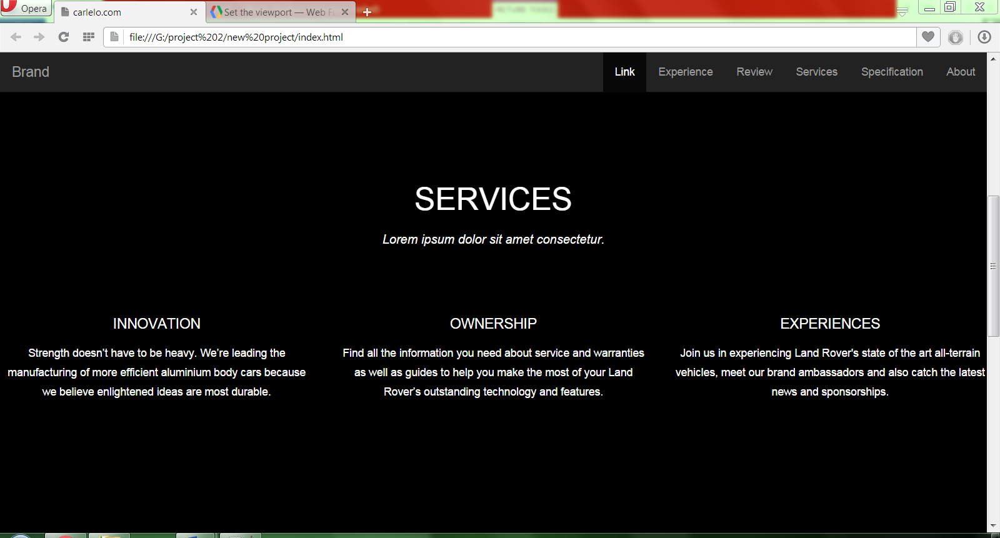 Opera
carlelo.com
Set the viewport — Web Fu
file:///G:/project%202/new%20project/index.html
Brand
Link Experience Review Services Specification About
SERVICES
Lorem ipsum dolor sit amet consectetur.
INNOVATION
Strength doesn't have to be heavy. We're leading the
manufacturing of more efficient aluminium body cars because
we believe enlightened ideas are most durable.
OWNERSHIP
Find all the information you need about service and warranties
as well as guides to help you make the most of your Land
Rover's outstanding technology and features.
EXPERIENCES
Join us in experiencing Land Rover's state of the art all-terrain
vehicles, meet our brand ambassadors and also catch the latest
news and sponsorships.